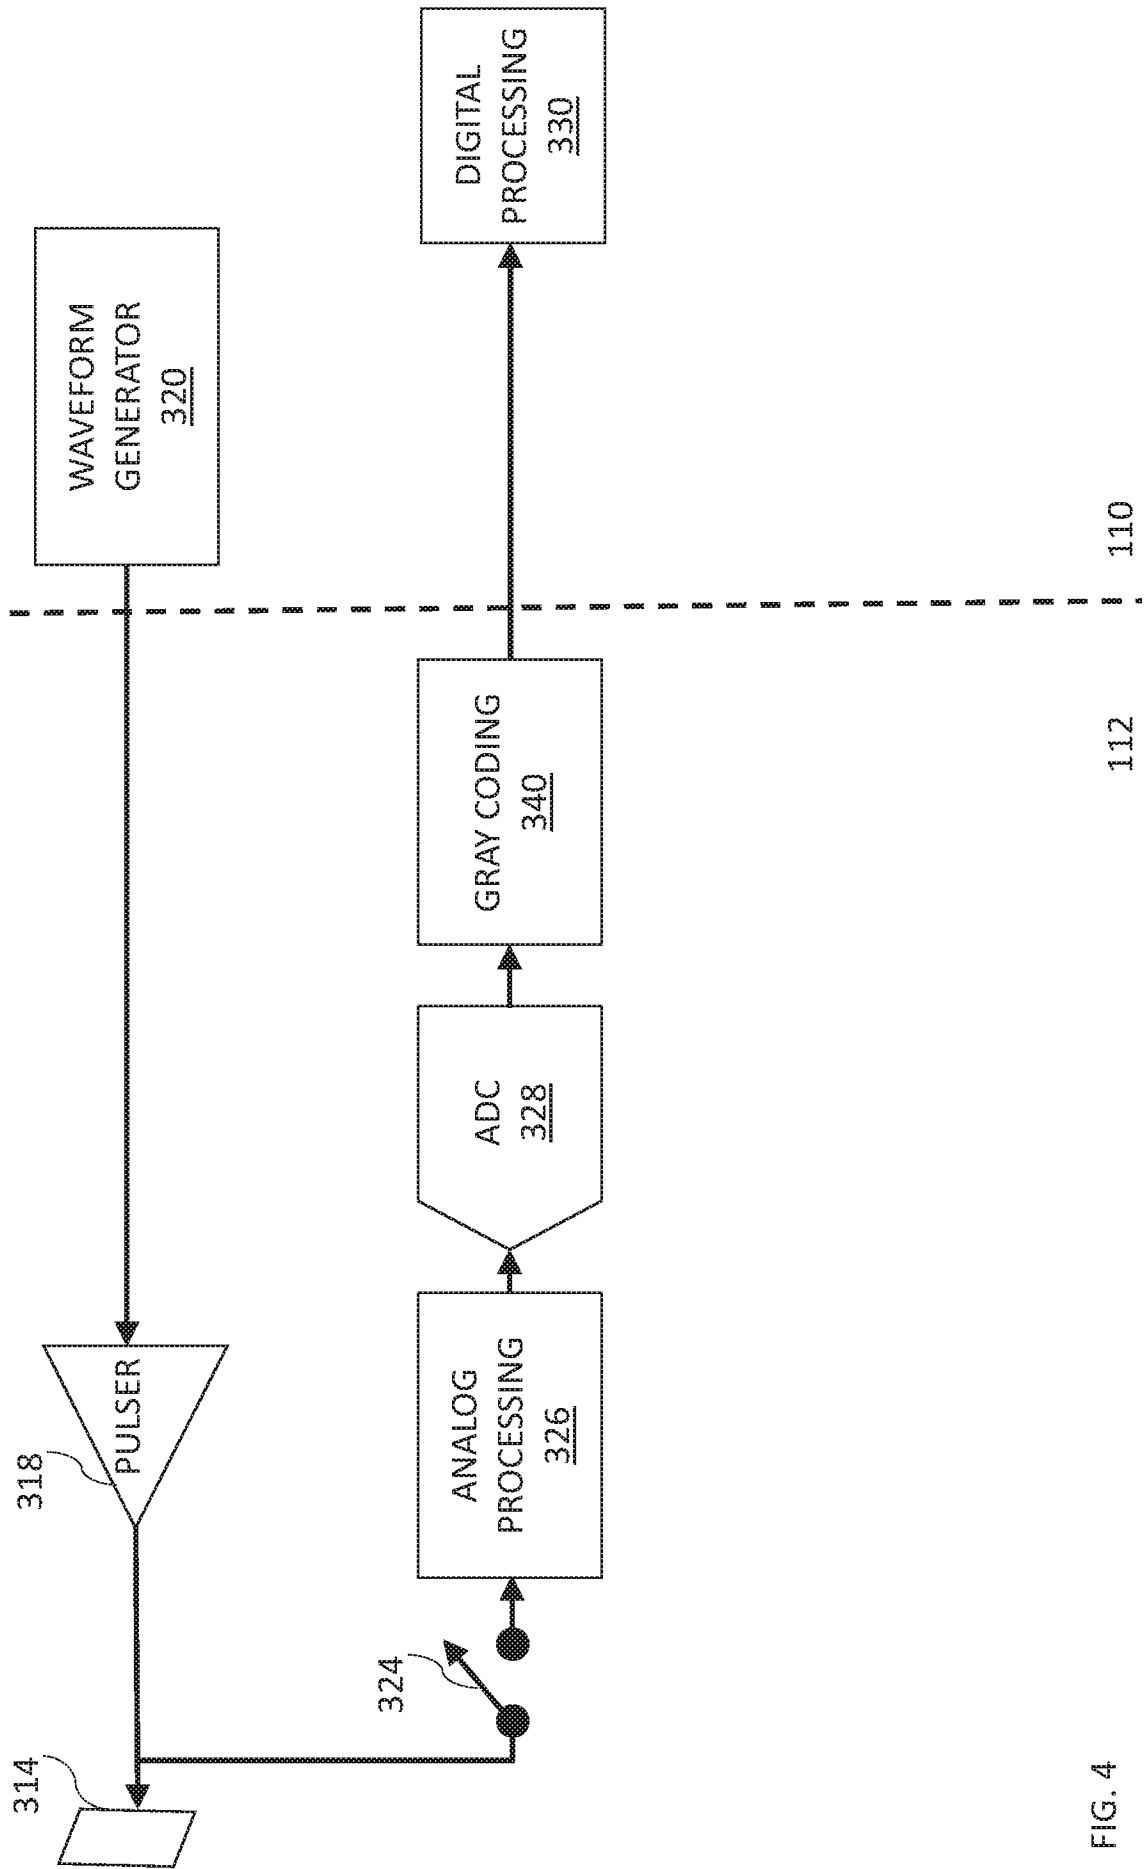 314
318
PULSER
WAVEFORM
GENERATOR
320
324
ANALOG
PROCESSING
326
ADC
328
GRAY CODING
340
DIGITAL
PROCESSING
330
112
110
FIG. 4